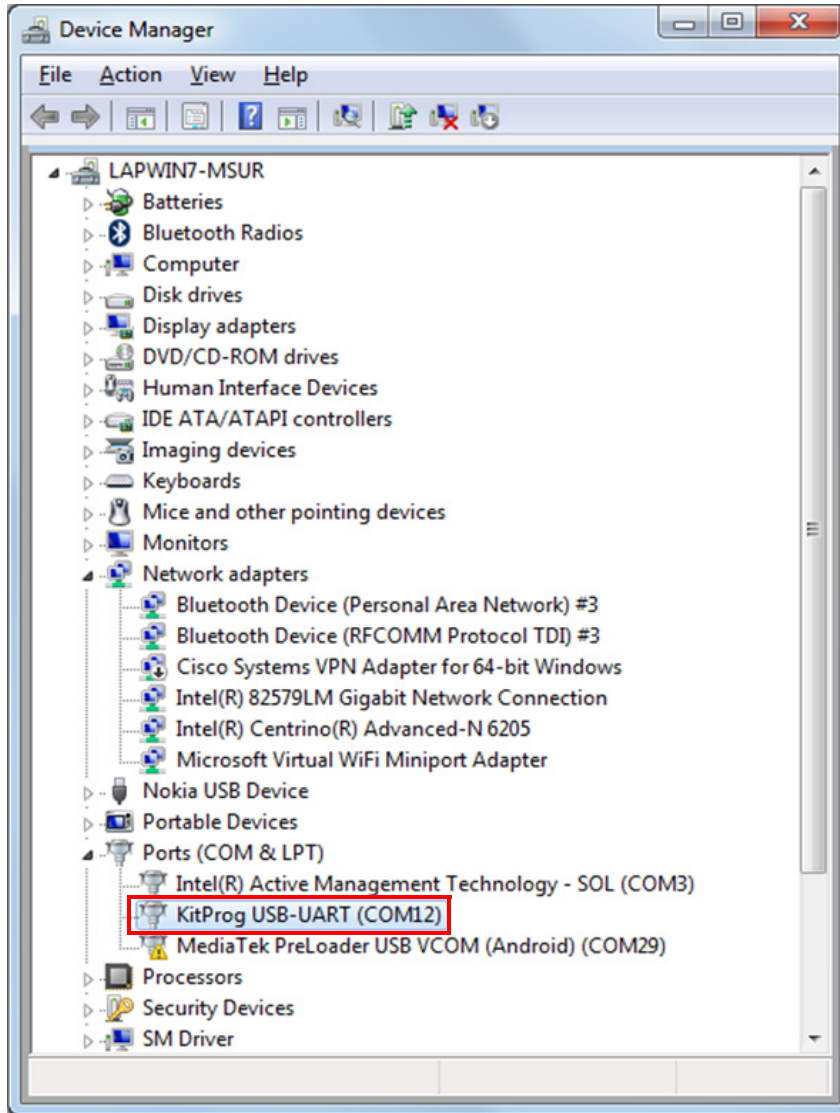 Device Manager
File Action View Help
LAPWIN7-MSUR
Batteries
Bluetooth Radios
Computer
Disk drives
Display adapters
DVD/CD-ROM drives
Human Interface Devices
IDE ATA/ATAPI controllers
Imaging devices
Keyboards
Mice and other pointing devices
Monitors
Network adapters
Bluetooth Device (Personal Area Network) #3
Bluetooth Device (RFCOMM Protocol TDI) #3
Cisco Systems VPN Adapter for 64-bit Windows
Intel(R) 82579LM Gigabit Network Connection
Intel(R) Centrino(R) Advanced-N 6205
Microsoft Virtual WiFi Miniport Adapter
Nokia USB Device
Portable Devices
Ports (COM & LPT)
Intel(R) Active Management Technology - SOL (COM3)
KitProg USB-UART (COM12)
MediaTek PreLoader USB VCOM (Android) (COM29)
Processors
Security Devices
SM Driver